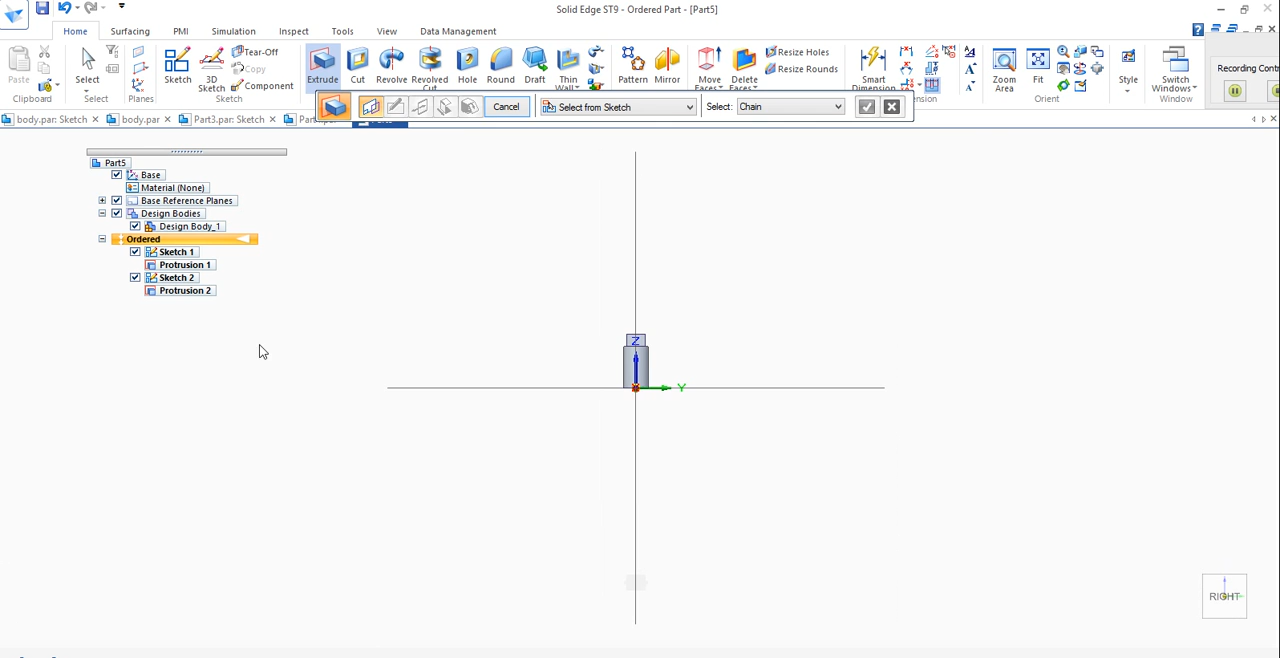 Solid Edge ST9 - Ordered Part - [Part5]
Home Surfacing PMI Simulation Inspect Tools View Data Management
Paste Select Sketch 3D Sketch Tear-Off Copy Component Extrude Cut Revolve Revolved Cut Hole Round Draft Thin Wall Pattern Mirror Move Faces Delete Faces Resize Holes Resize Rounds Smart Dimension Zoom Area Fit Style Switch Windows Recording Contr
Clipboard Select Planes Sketch Orient Window
Cancel Select from Sketch Select: Chain
body.par: Sketch body.par Part3.par: Sketch
Part5
Base
Material (None)
Base Reference Planes
Design Bodies
Design Body_1
Ordered
Sketch 1
Protrusion 1
Sketch 2
Protrusion 2
Z
Y
RIGHT